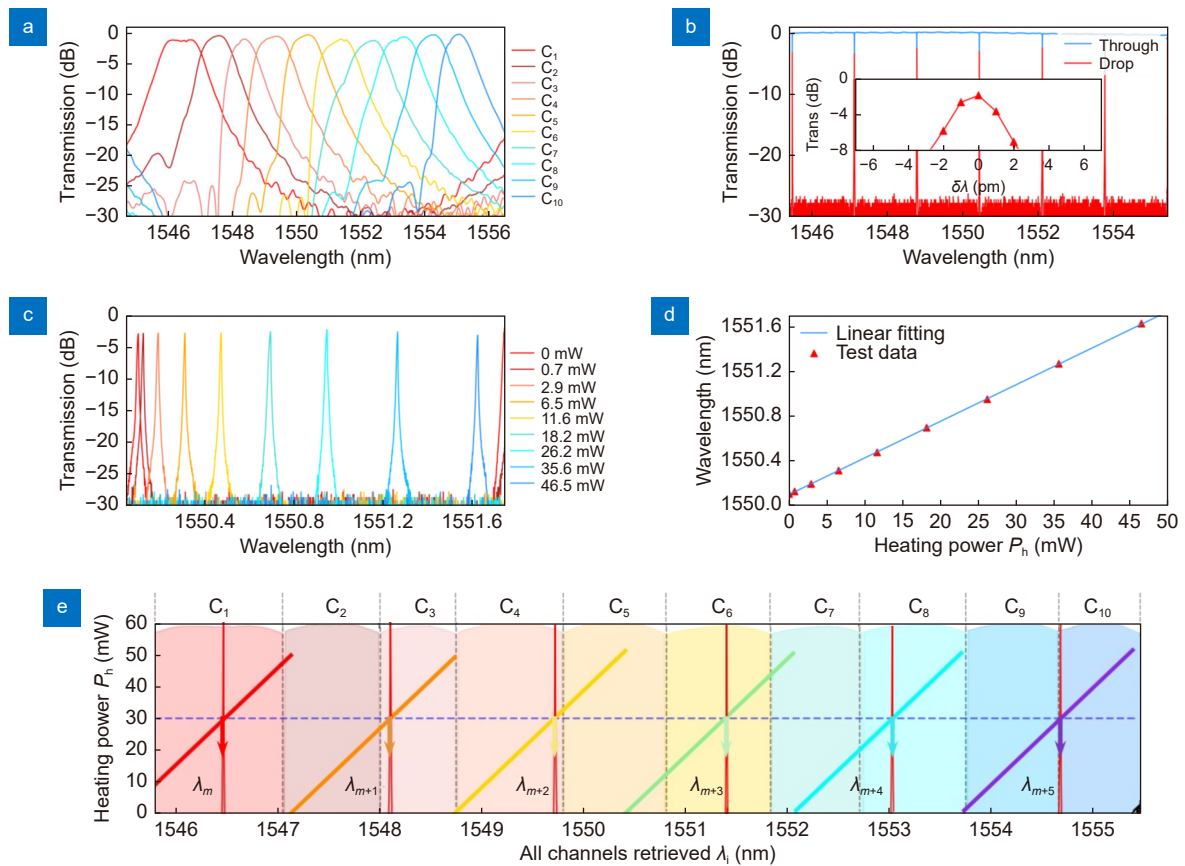 a
Transmission (dB)
0
−5
−10
−15
−20
−25
−30
1546 1548 1550 1552 1554 1556
Wavelength (nm)
C1
C2
C3
C4
C5
C6
C7
C8
C9
C10
b
Transmission (dB)
0
−10
−20
−30
1546 1548 1550 1552 1554
Wavelength (nm)
Through
Drop
Trans (dB)
0
−4
−8
−6 −4 −2 0 2 4 6
δλ (pm)
c
Transmission (dB)
0
−5
−10
−15
−20
−25
−30
1550.4 1550.8 1551.2 1551.6
Wavelength (nm)
0 mW
0.7 mW
2.9 mW
6.5 mW
11.6 mW
18.2 mW
26.2 mW
35.6 mW
46.5 mW
d
Wavelength (nm)
1551.6
1551.2
1550.8
1550.4
1550.0
0 5 10 15 20 25 30 35 40 45 50
Heating power Ph (mW)
Linear fitting
Test data
e
C1 C2 C3 C4 C5 C6 C7 C8 C9 C10
Heating power Ph (mW)
60
50
40
30
20
10
0
λm λm+1 λm+2 λm+3 λm+4 λm+5
1546 1547 1548 1549 1550 1551 1552 1553 1554 1555
All channels retrieved λi (nm)